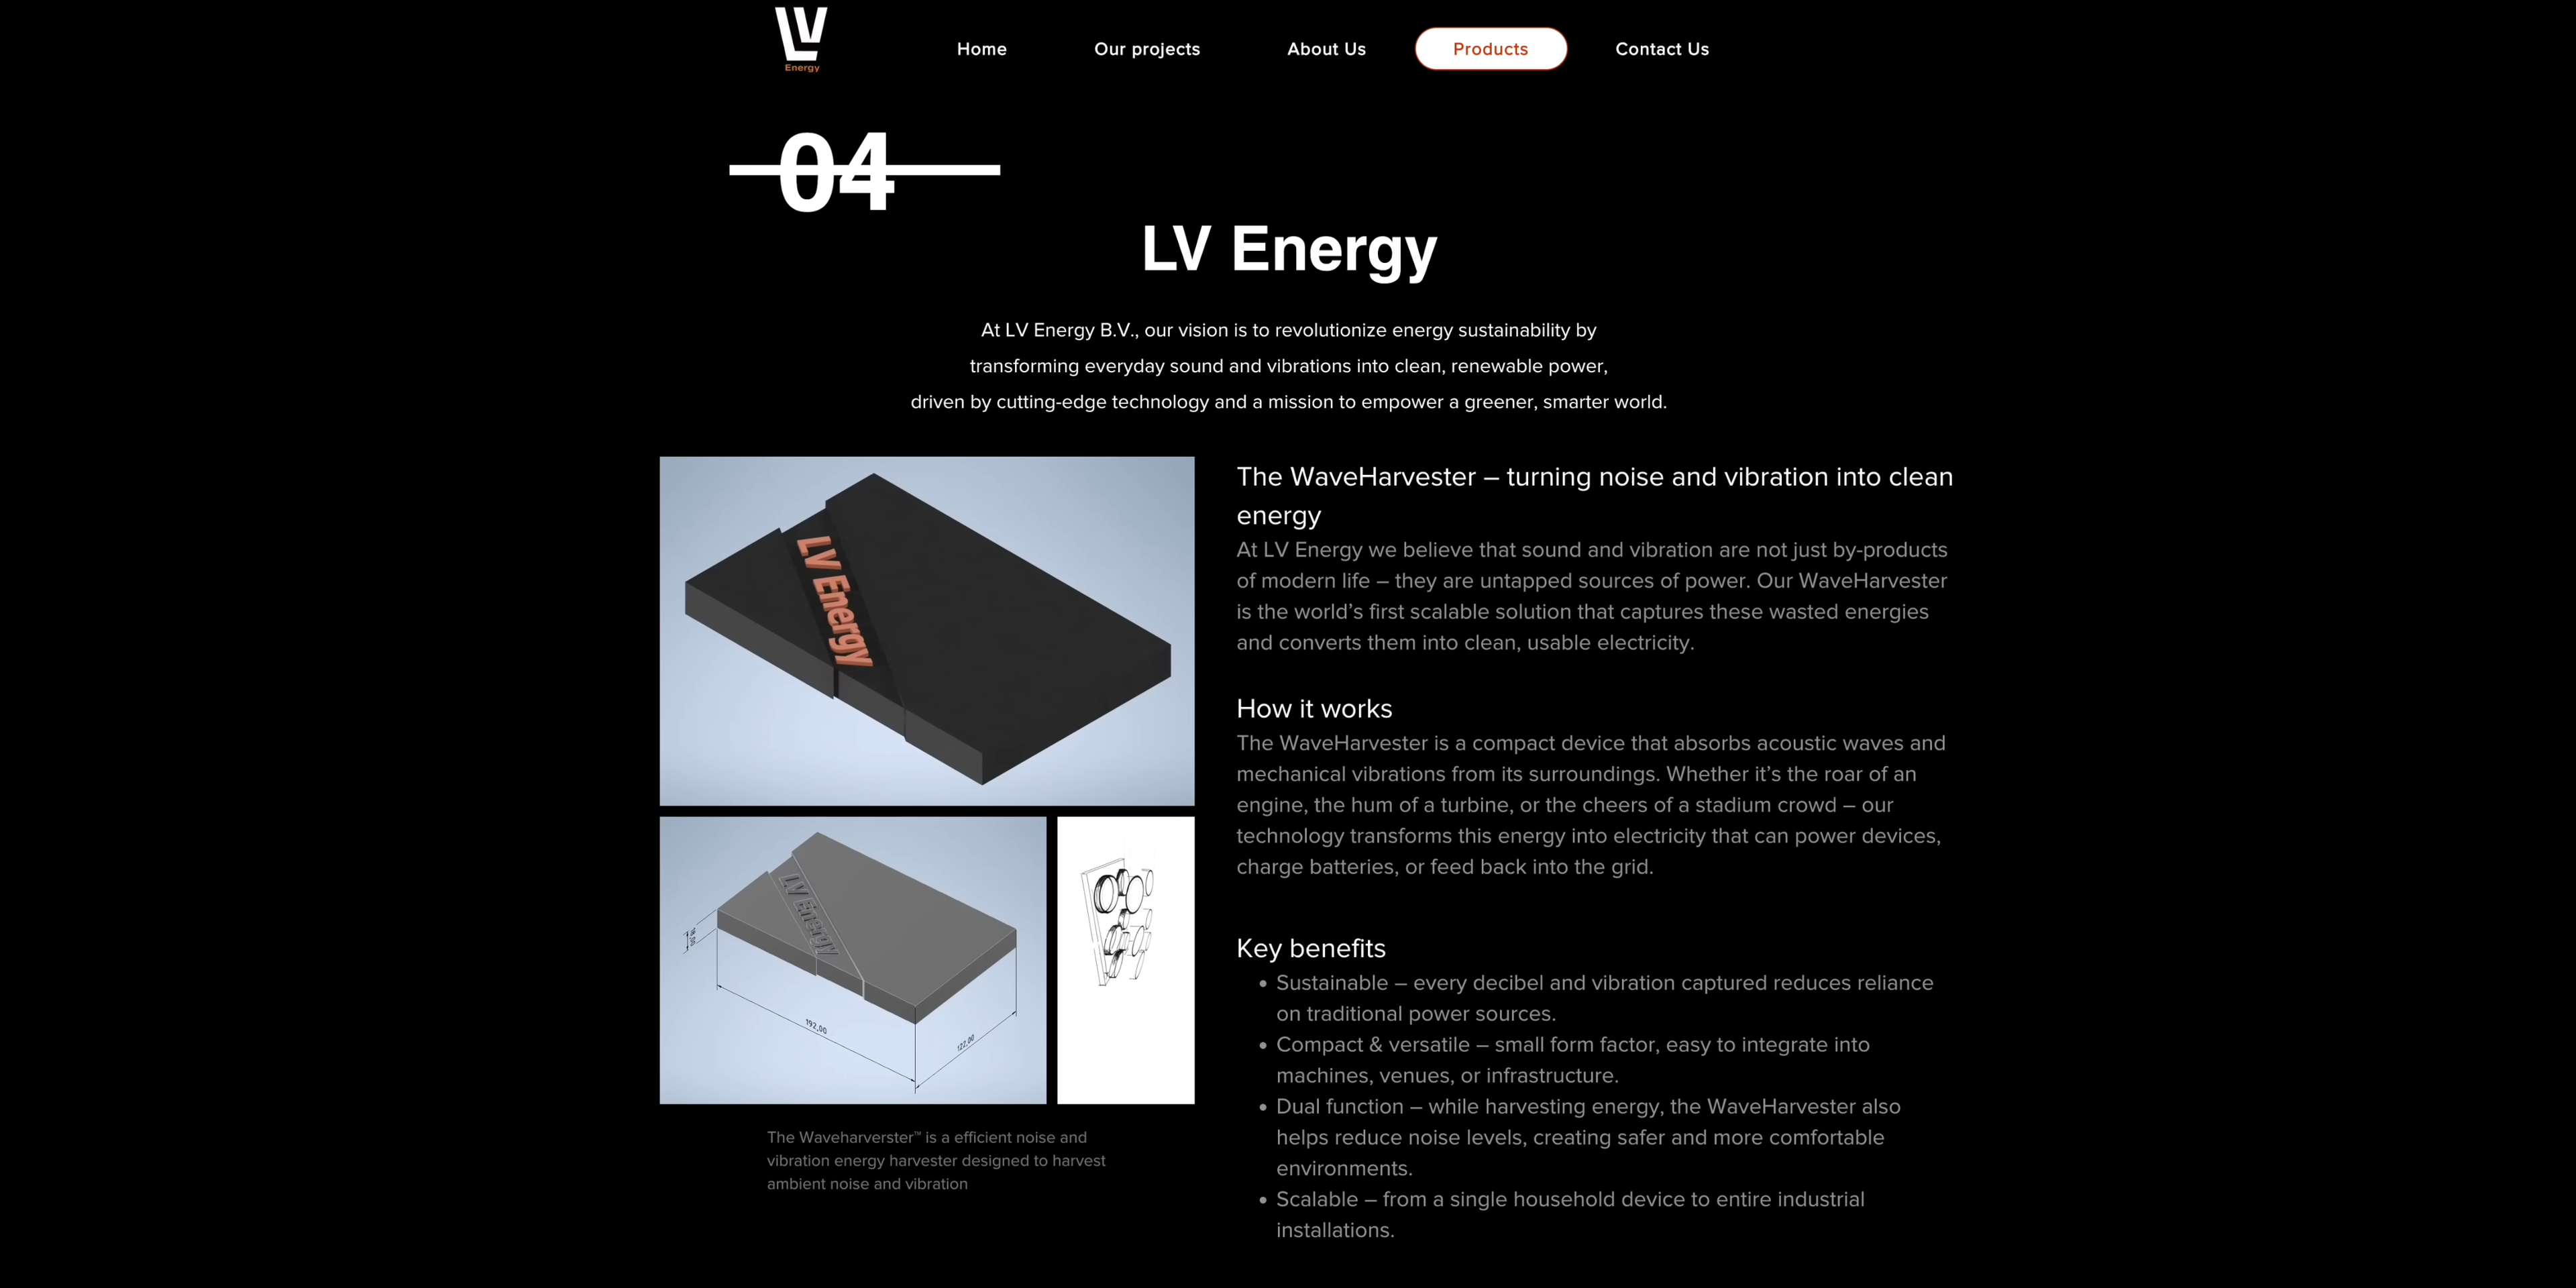 LV
Energy
Home
Our projects
About Us
Products
Contact Us
04
LV Energy
At LV Energy B.V., our vision is to revolutionize energy sustainability by
transforming everyday sound and vibrations into clean, renewable power,
driven by cutting-edge technology and a mission to empower a greener, smarter world.
LV Energy
LV Energy
192,00
122,00
The Waveharverster™ is a efficient noise and
vibration energy harvester designed to harvest
ambient noise and vibration
The WaveHarvester – turning noise and vibration into clean
energy
At LV Energy we believe that sound and vibration are not just by-products
of modern life – they are untapped sources of power. Our WaveHarvester
is the world’s first scalable solution that captures these wasted energies
and converts them into clean, usable electricity.
How it works
The WaveHarvester is a compact device that absorbs acoustic waves and
mechanical vibrations from its surroundings. Whether it’s the roar of an
engine, the hum of a turbine, or the cheers of a stadium crowd – our
technology transforms this energy into electricity that can power devices,
charge batteries, or feed back into the grid.
Key benefits
• Sustainable – every decibel and vibration captured reduces reliance
on traditional power sources.
• Compact & versatile – small form factor, easy to integrate into
machines, venues, or infrastructure.
• Dual function – while harvesting energy, the WaveHarvester also
helps reduce noise levels, creating safer and more comfortable
environments.
• Scalable – from a single household device to entire industrial
installations.